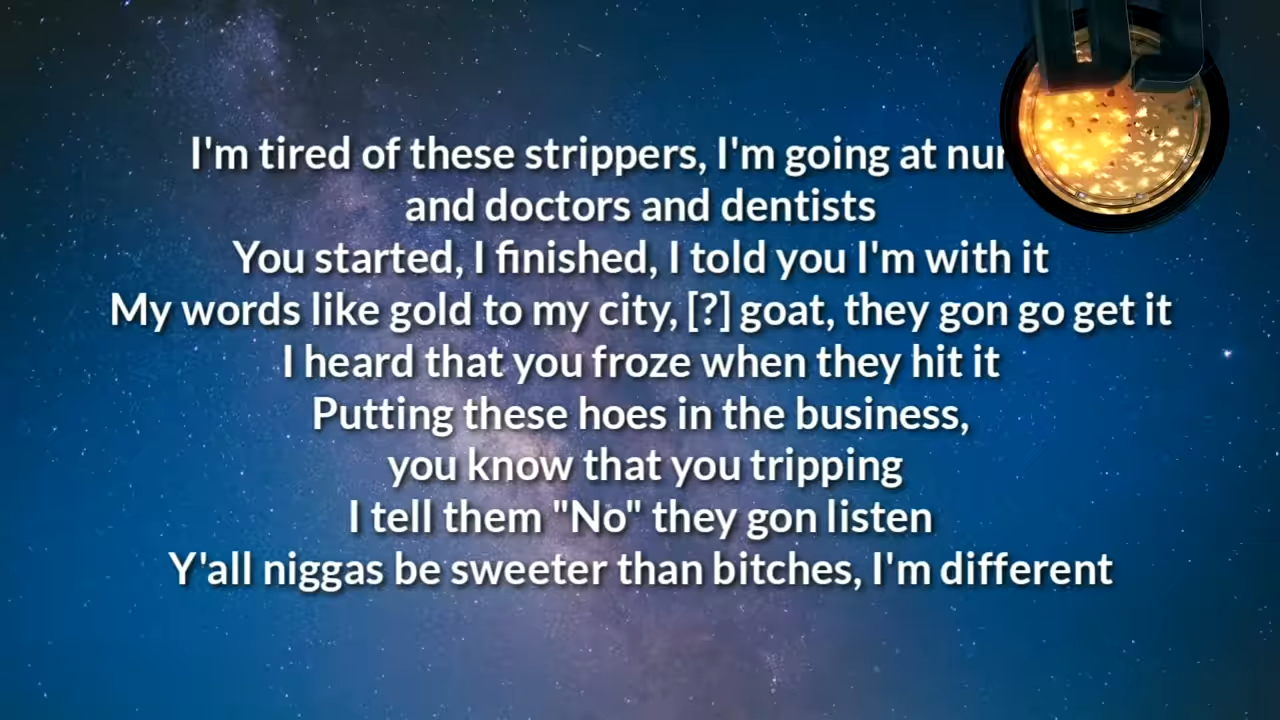 I'm tired of these strippers, I'm going at
and doctors and dentists
You started, I finished, I told you I'm with it
My words like gold to my city, [?] goat, they gon go get it
I heard that you froze when they hit it
Putting these hoes in the business,
you know that you tripping
I tell them "No" they gon listen
Y'all niggas be sweeter than bitches, I'm different